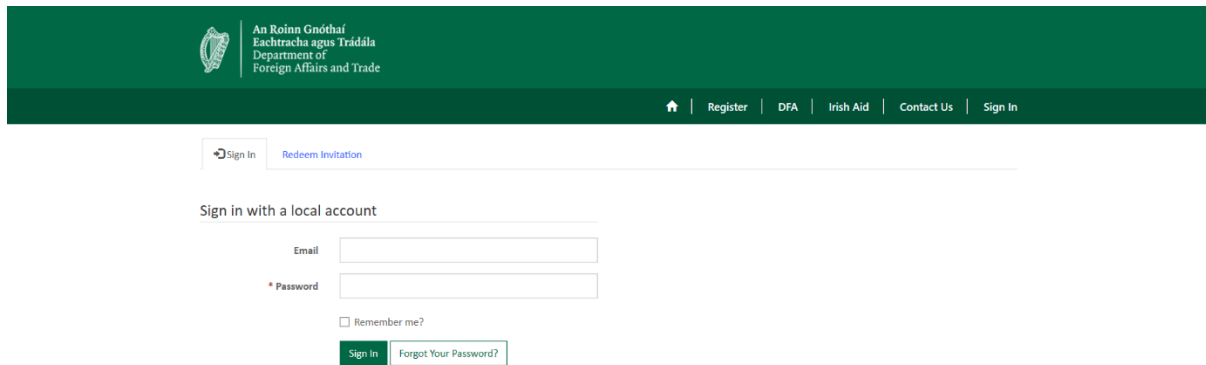 An Roinn Gnóthaí
Eachtracha agus Trádála
Department of
Foreign Affairs and Trade
Register | DFA | Irish Aid | Contact Us | Sign In
Sign In Redeem Invitation
Sign in with a local account
Email
* Password
Remember me?
Sign In Forgot Your Password?